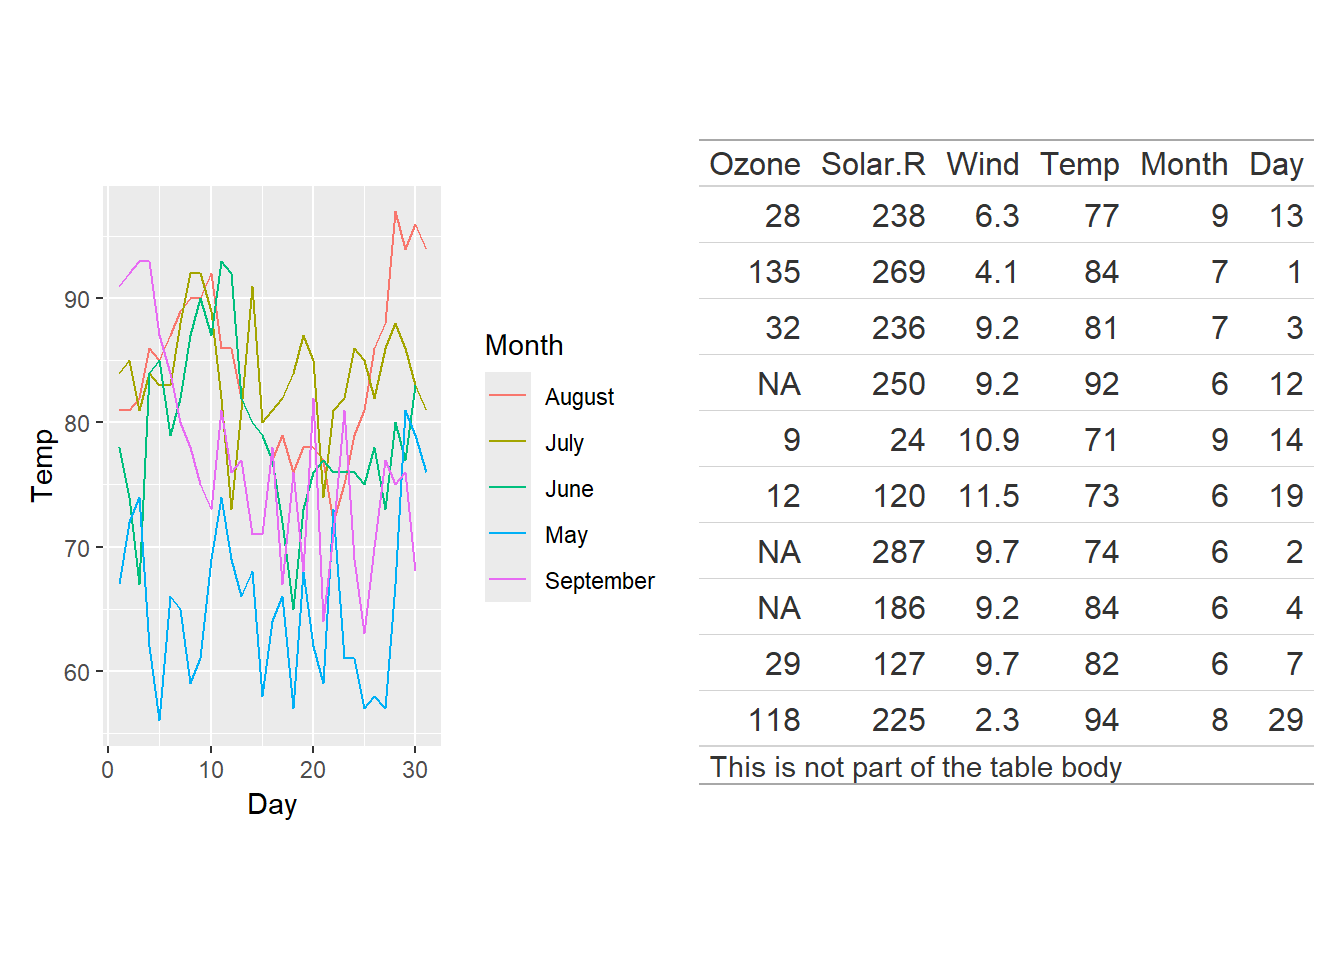 Temp
90
80
70
60
0 10 20 30
Day
Month
August
July
June
May
September
Ozone Solar.R Wind Temp Month Day
28 238 6.3 77 9 13
135 269 4.1 84 7 1
32 236 9.2 81 7 3
NA 250 9.2 92 6 12
9 24 10.9 71 9 14
12 120 11.5 73 6 19
NA 287 9.7 74 6 2
NA 186 9.2 84 6 4
29 127 9.7 82 6 7
118 225 2.3 94 8 29
This is not part of the table body